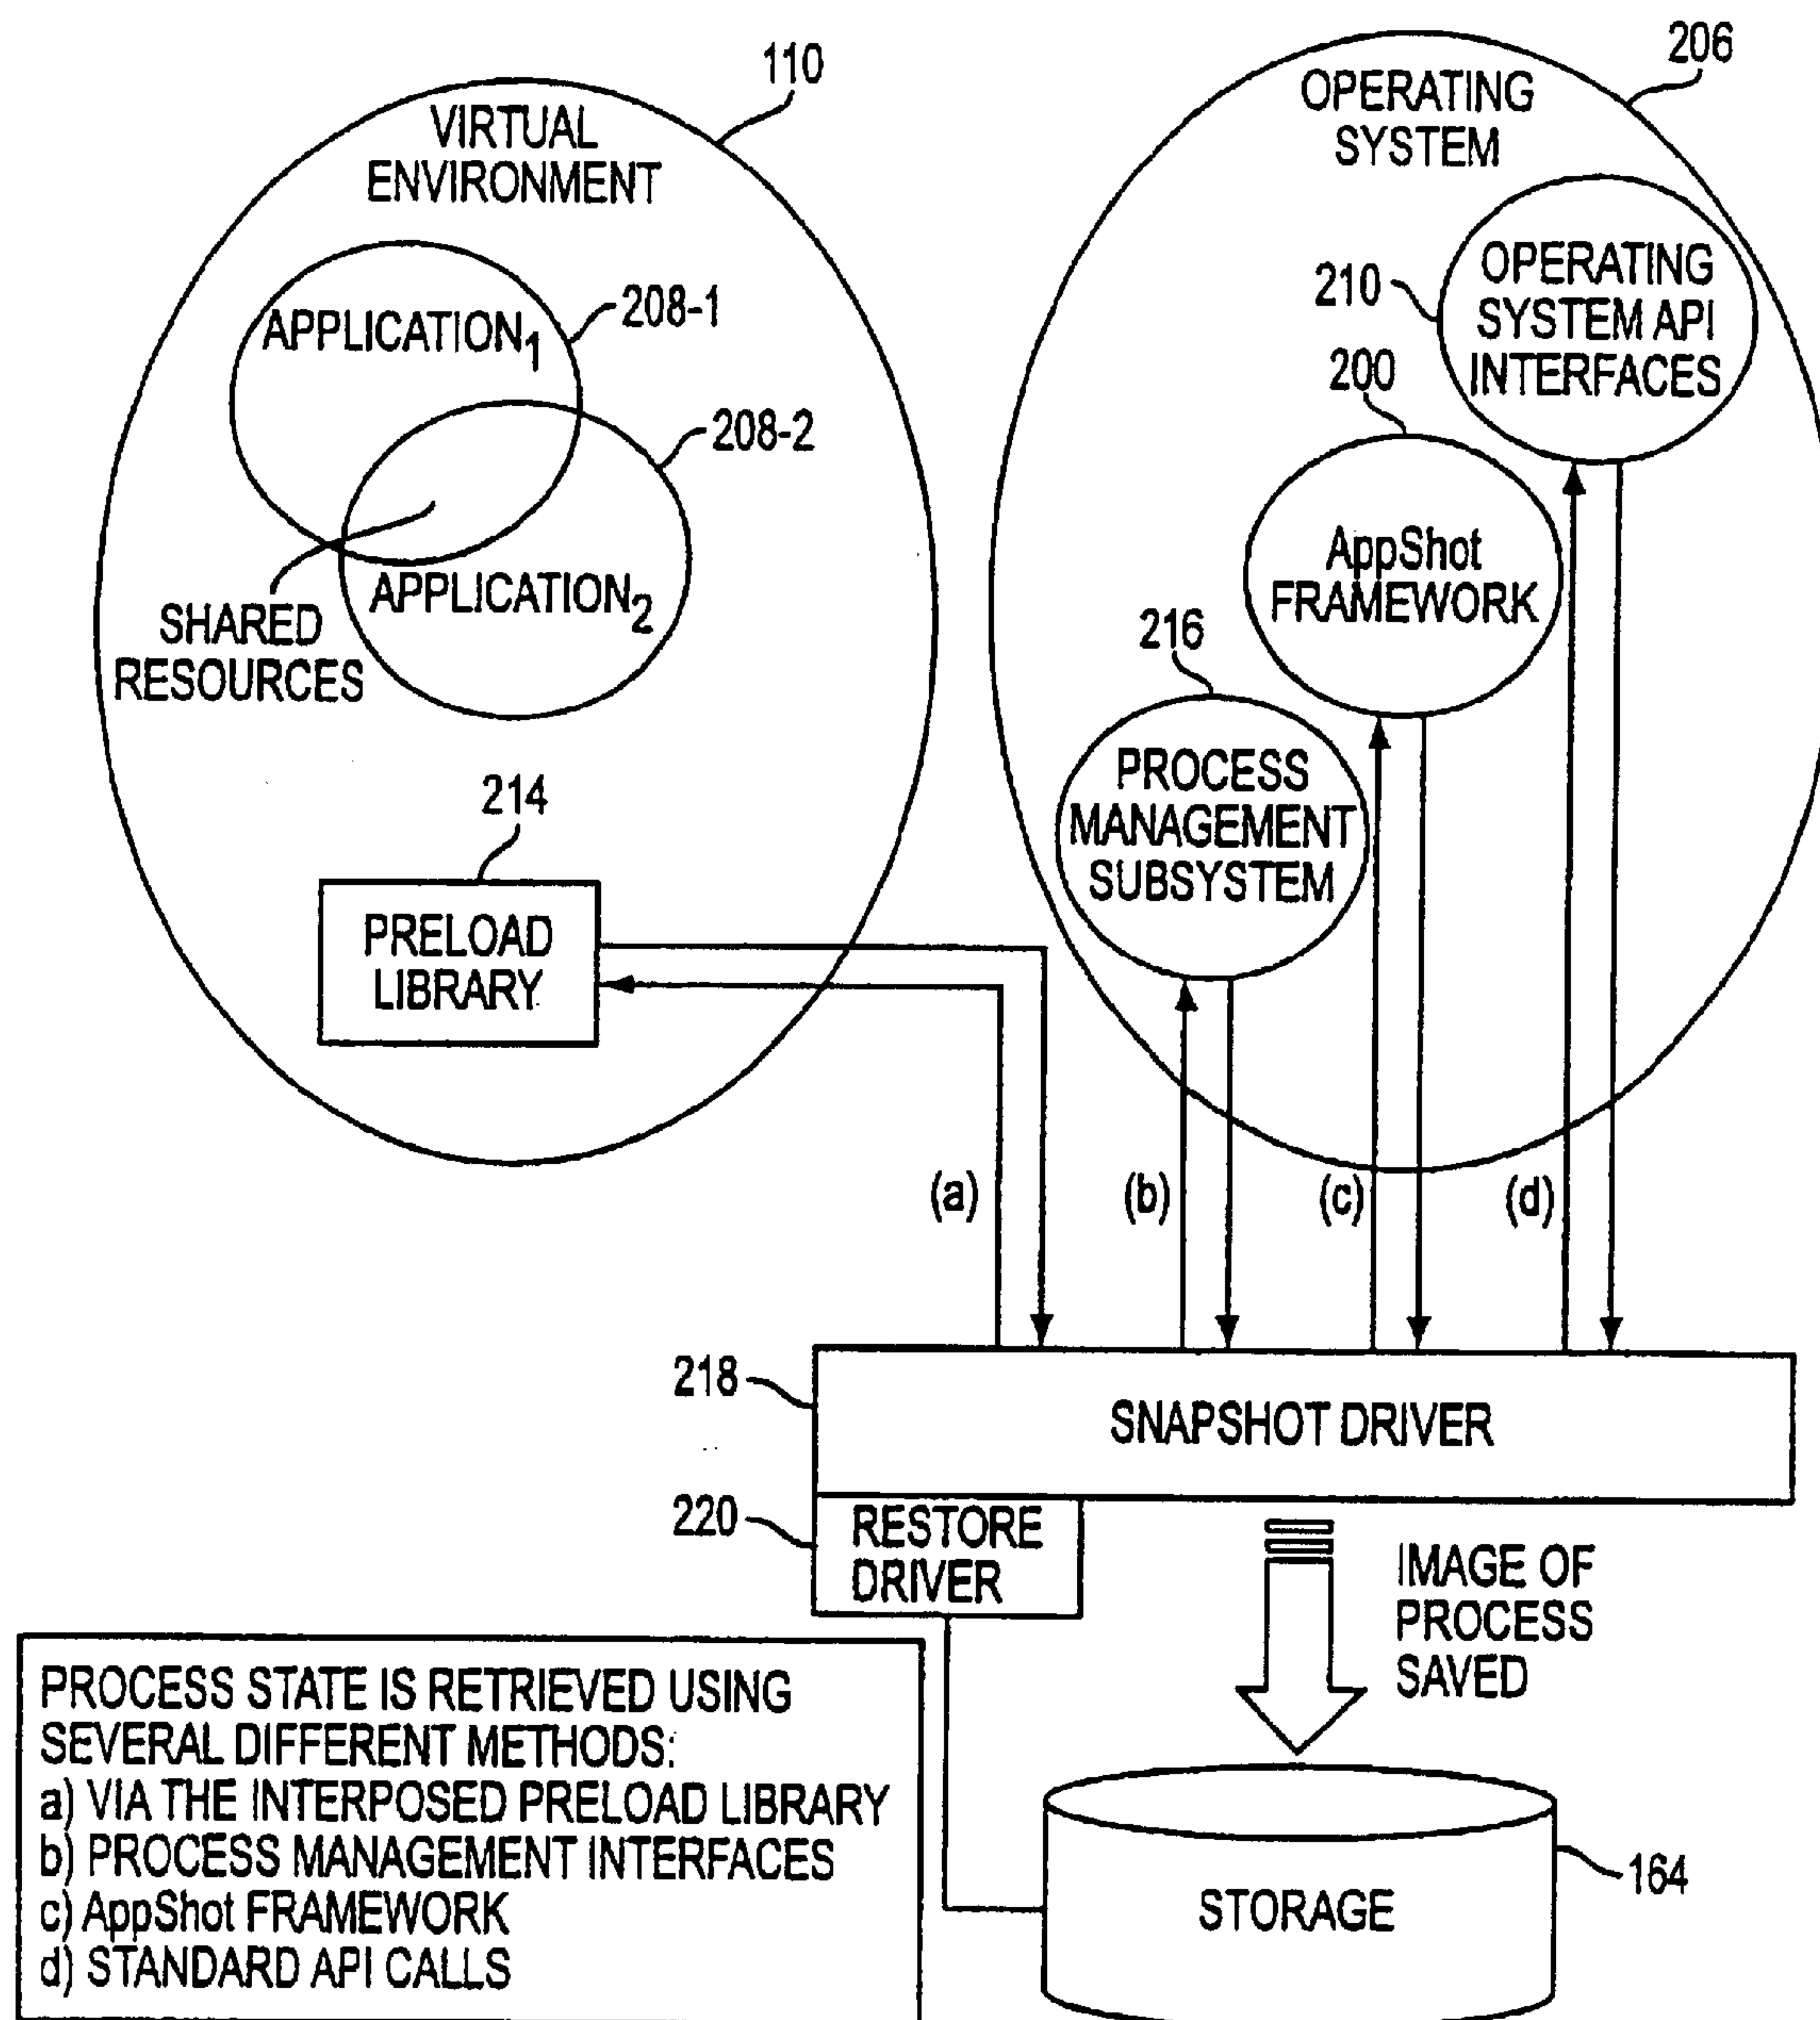 110
206
VIRTUAL
ENVIRONMENT
OPERATING
SYSTEM
APPLICATION1
208-1
208-2
APPLICATION2
SHARED
RESOURCES
210
OPERATING
SYSTEM API
INTERFACES
200
AppShot
FRAMEWORK
216
PROCESS
MANAGEMENT
SUBSYSTEM
214
PRELOAD
LIBRARY
(a)
(b)
(c)
(d)
218
SNAPSHOT DRIVER
220
RESTORE
DRIVER
IMAGE OF
PROCESS
SAVED
PROCESS STATE IS RETRIEVED USING
SEVERAL DIFFERENT METHODS:
a) VIA THE INTERPOSED PRELOAD LIBRARY
b) PROCESS MANAGEMENT INTERFACES
c) AppShot FRAMEWORK
d) STANDARD API CALLS
STORAGE
164